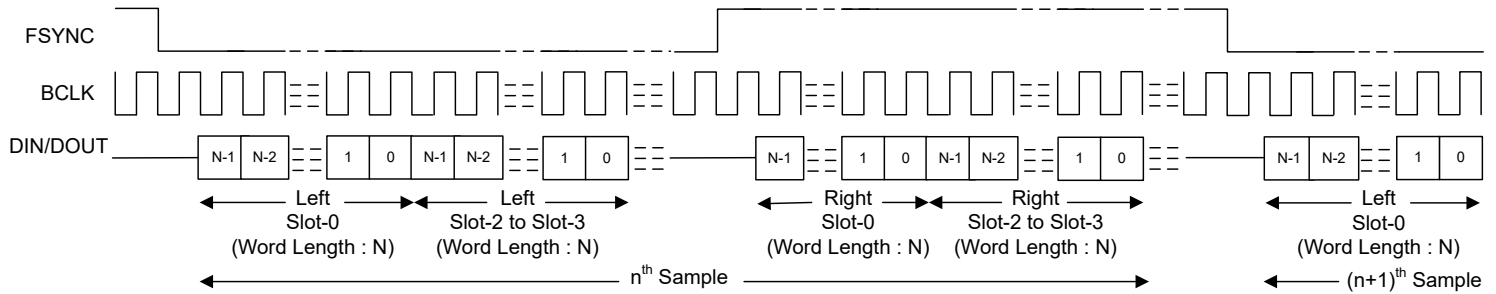 FSYNC
BCLK
DIN/DOUT
N-1 N-2 1 0 N-1 N-2 1 0 N-1 1 0 N-1 N-2 1 0 N-1 N-2 1 0
Left Left Right Right Left
Slot-0 Slot-2 to Slot-3 Slot-0 Slot-2 to Slot-3 Slot-0
(Word Length : N) (Word Length : N) (Word Length : N) (Word Length : N) (Word Length : N)
nth Sample (n+1)th Sample